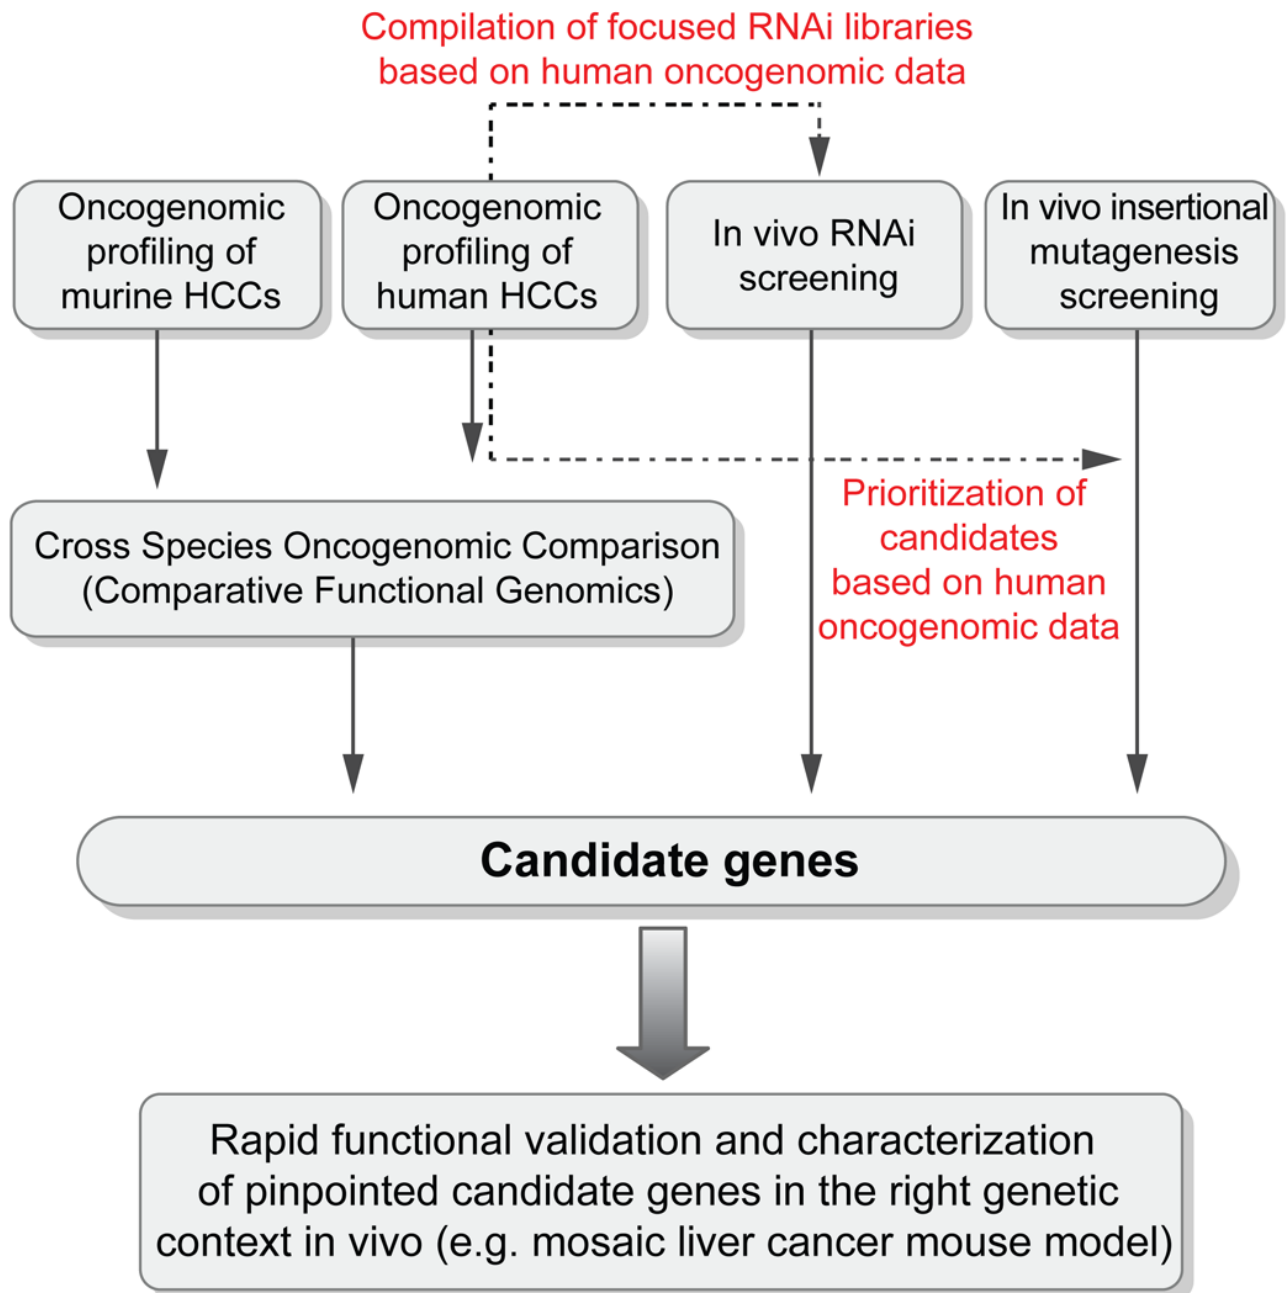 Compilation of focused RNAi libraries
based on human oncogenomic data
Oncogenomic
profiling of
murine HCCs
Oncogenomic
profiling of
human HCCs
In vivo RNAi
screening
In vivo insertional
mutagenesis
screening
Cross Species Oncogenomic Comparison
(Comparative Functional Genomics)
Prioritization of
candidates
based on human
oncogenomic data
Candidate genes
Rapid functional validation and characterization
of pinpointed candidate genes in the right genetic
context in vivo (e.g. mosaic liver cancer mouse model)